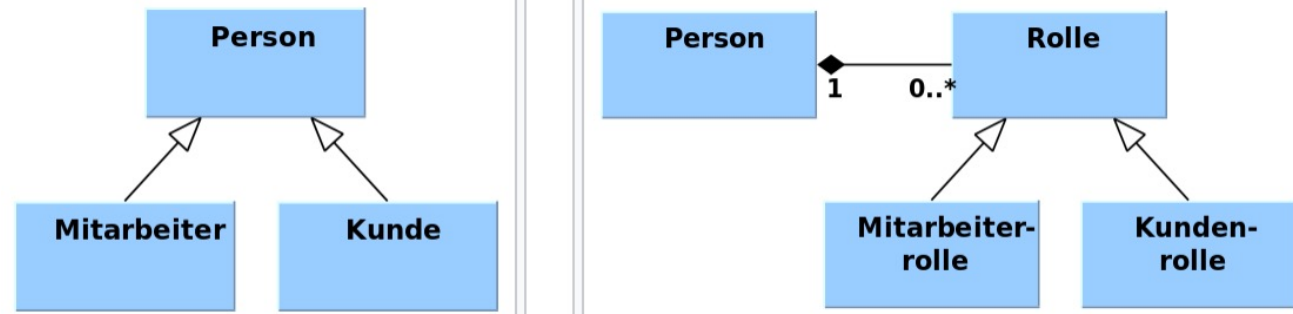 Person
Mitarbeiter
Kunde
Person
Rolle
1
0..*
Mitarbeiter-
rolle
Kunden-
rolle